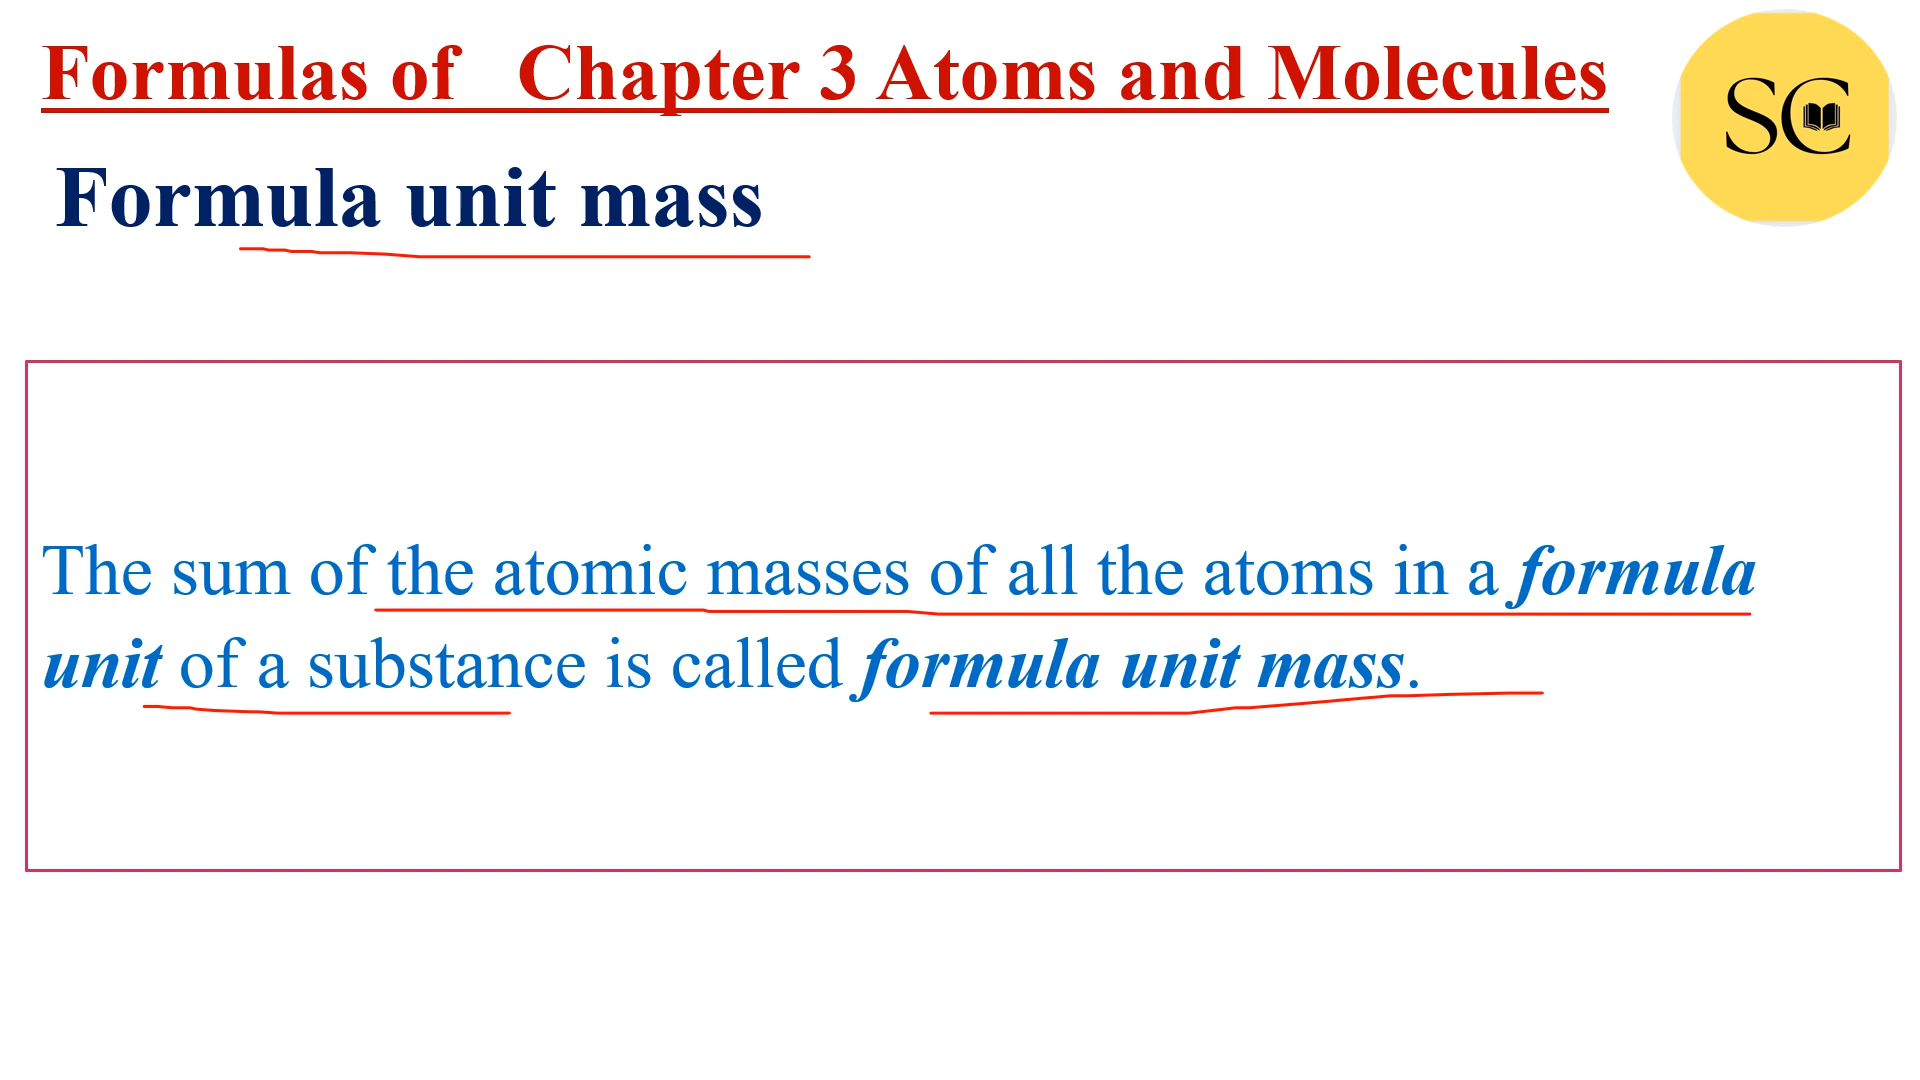 Formulas of Chapter 3 Atoms and Molecules
SC
Formula unit mass
The sum of the atomic masses of all the atoms in a formula
unit of a substance is called formula unit mass.